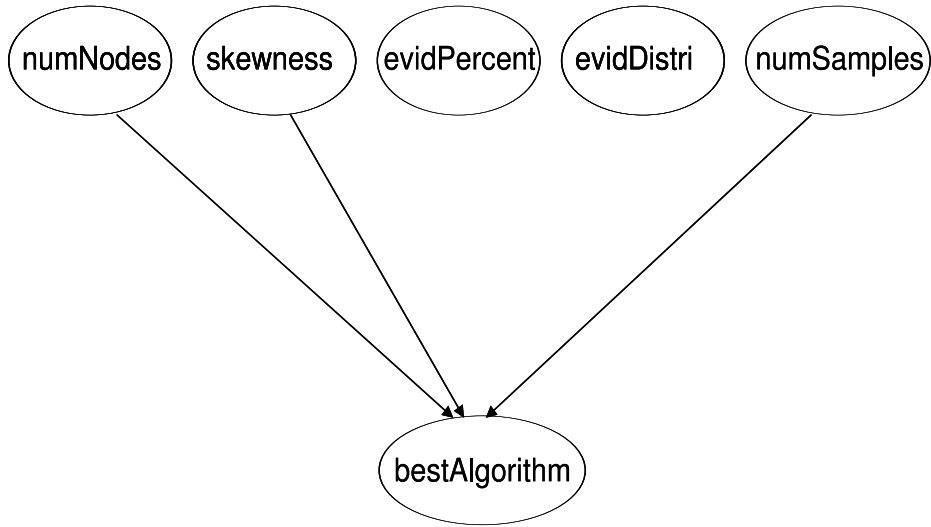 numNodes
skewness
evidPercent
evidDistri
numSamples
bestAlgorithm